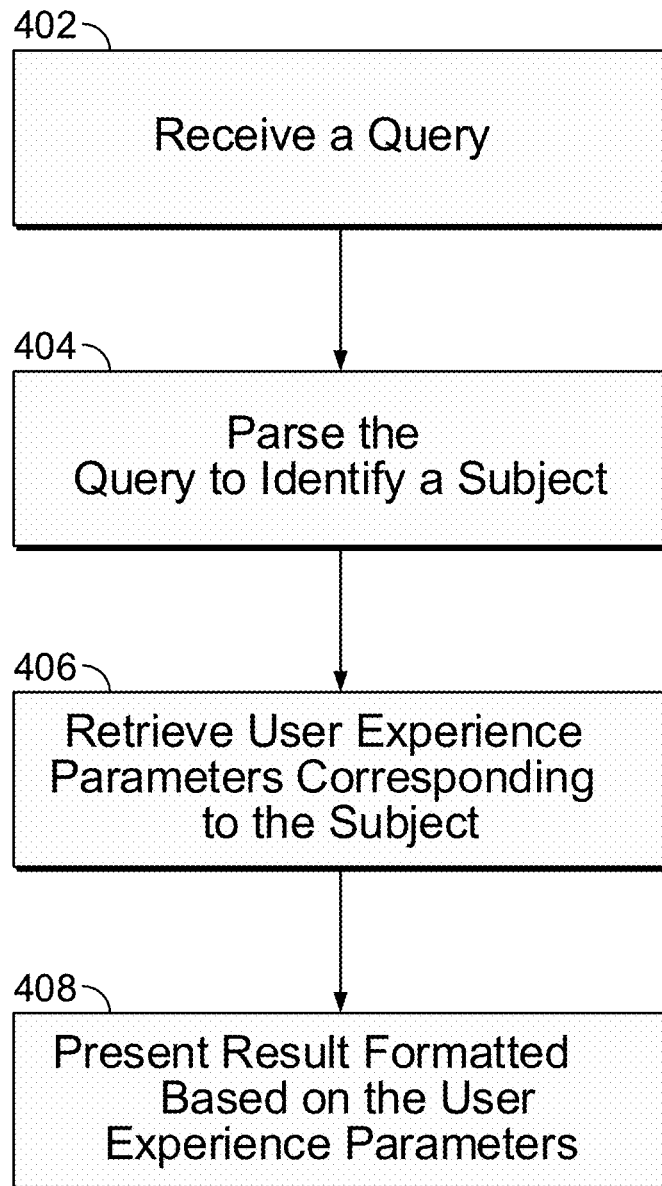 402
Receive a Query
404
Parse the
Query to Identify a Subject
406
Retrieve User Experience
Parameters Corresponding
to the Subject
408
Present Result Formatted
Based on the User
Experience Parameters